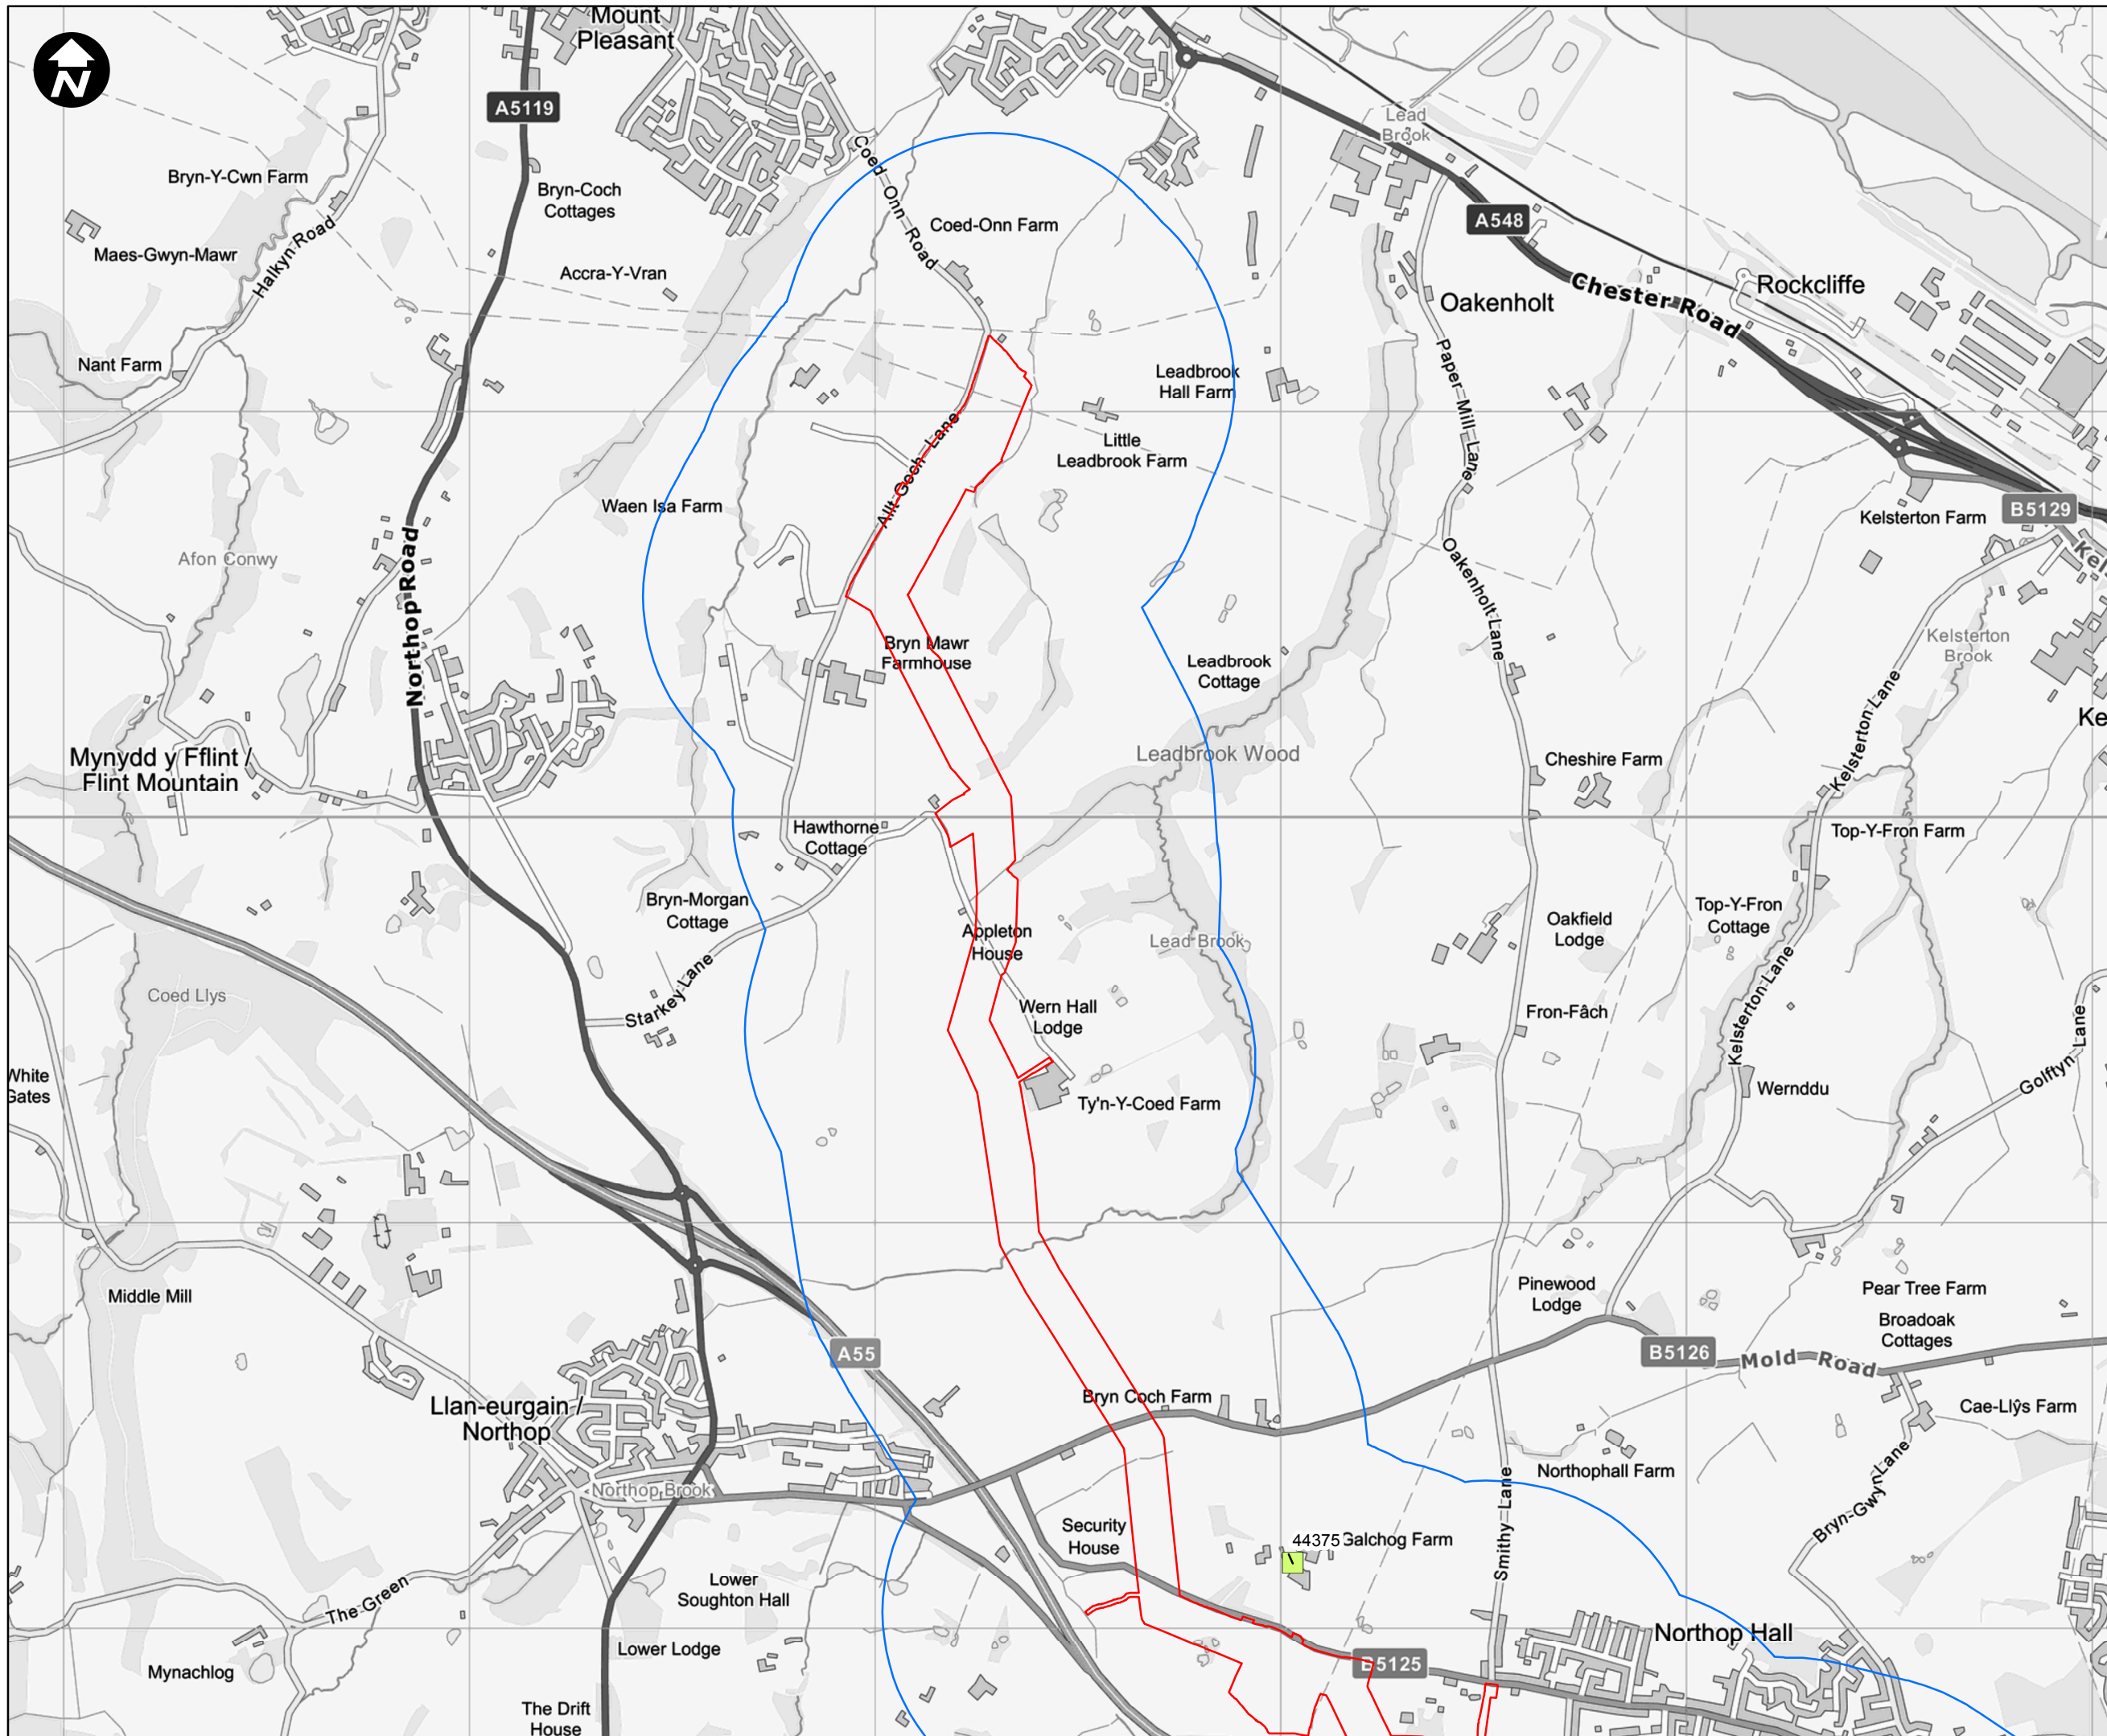 Mount
Pleasant
N
A5119
Lead
Brook
Coed Onn Road
Bryn-Y-Cwn Farm
Bryn-Coch
Cottages
A548
Coed-Onn Farm
Halkyn Road
Maes-Gwyn-Mawr
Accra-Y-Vran
Chester Road
Rockcliffe
Oakenholt
Nant Farm
Leadbrook
Hall Farm
Paper Mill Lane
Little
Leadbrook Farm
Allt Goch Lane
Waen Isa Farm
Kelsterton Farm
B5129
Kels
Afon Conwy
Northop Road
Oakenholt Lane
Kelsterton
Brook
Bryn Mawr
Farmhouse
Leadbrook
Cottage
Kelsterton Lane
Ke
Mynydd y Fflint /
Flint Mountain
Leadbrook Wood
Cheshire Farm
Hawthorne
Cottage
Top-Y-Fron Farm
Bryn-Morgan
Cottage
Appleton
House
Lead Brook
Oakfield
Lodge
Top-Y-Fron
Cottage
Starkey Lane
Coed Llys
Wern Hall
Lodge
Fron-Fâch
Kelsterton Lane
Golftyn Lane
White
Gates
Ty'n-Y-Coed Farm
Wernddu
Middle Mill
Pinewood
Lodge
Pear Tree Farm
Broadoak
Cottages
A55
B5126
Mold Road
Llan-eurgain /
Northop
Bryn Coch Farm
Cae-Llŷs Farm
Northop Brook
Northophall Farm
Smithy Lane
Bryn-Gwyn Lane
Security
House
44375
Galchog Farm
The Green
Lower
Soughton Hall
Lower Lodge
Northop Hall
Mynachlog
B5125
The Drift
House